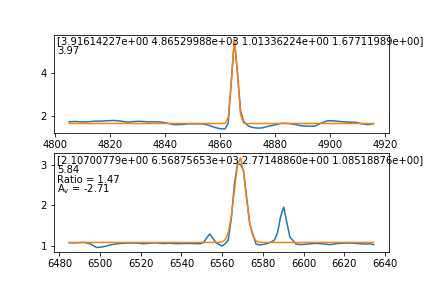 [3.91614227e+00 4.86529988e+03 1.01336224e+00 1.67711989e+00]
3.97
4
2
4800 4820 4840 4860 4880 4900 4920
[2.10700779e+00 6.56875653e+03 2.77148860e+00 1.08518876e+00]
5.84
Ratio = 1.47
Av = -2.71
3
2
1
6480 6500 6520 6540 6560 6580 6600 6620 6640